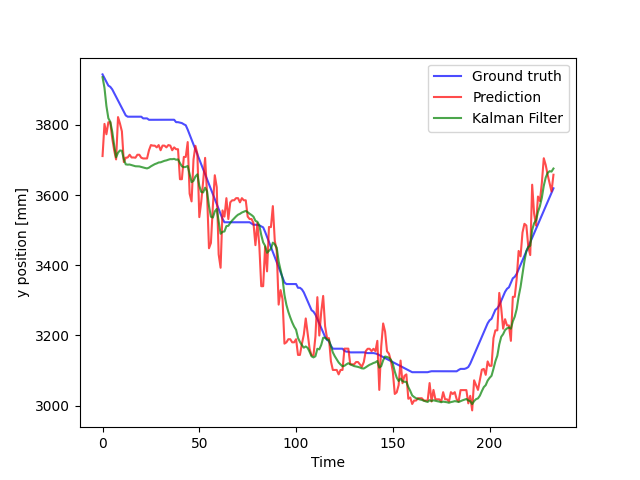 Ground truth
Prediction
Kalman Filter
y position [mm]
3800
3600
3400
3200
3000
0 50 100 150 200
Time